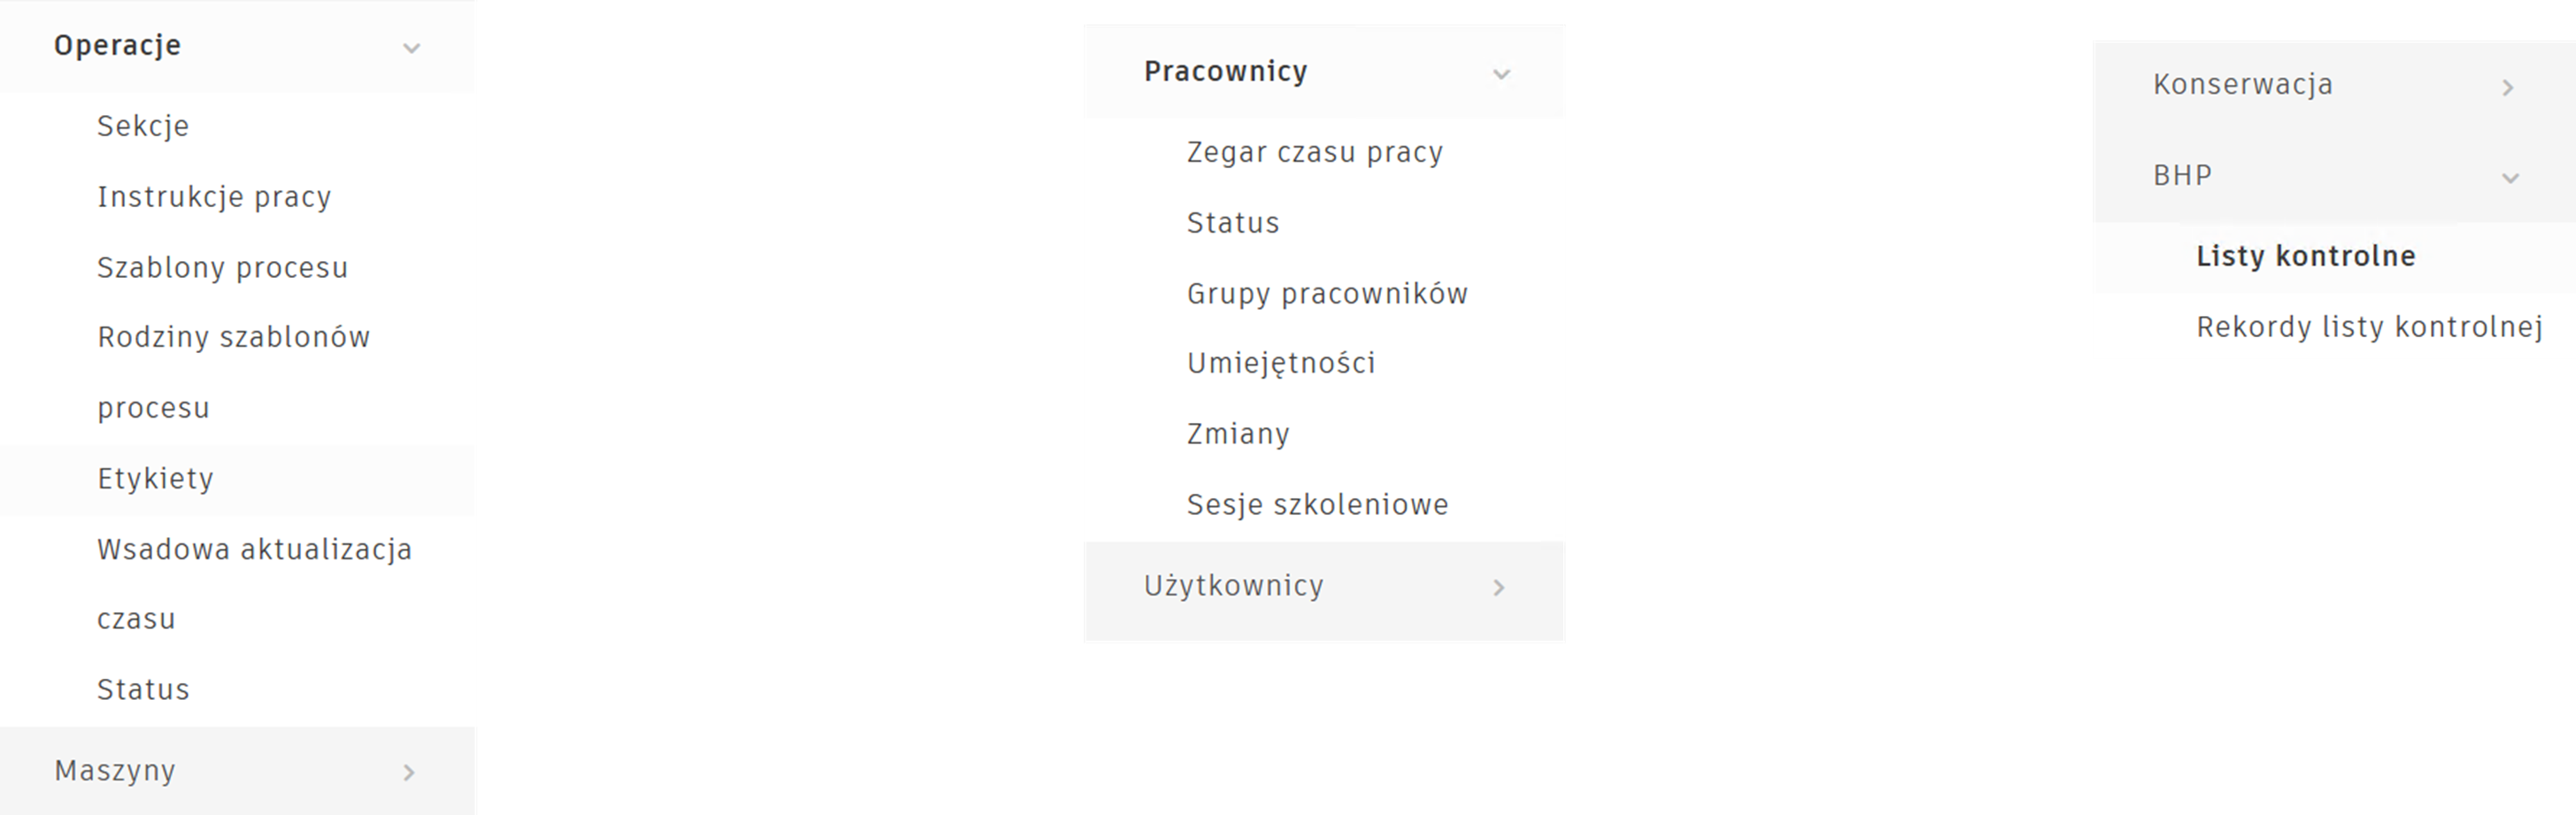 Operacje
Sekcje
Instrukcje pracy
Szablony procesu
Rodziny szablonów
procesu
Etykiety
Wsadowa aktualizacja
czasu
Status
Maszyny
Pracownicy
Zegar czasu pracy
Status
Grupy pracowników
Umiejętności
Zmiany
Sesje szkoleniowe
Użytkownicy
Konserwacja
BHP
Listy kontrolne
Rekordy listy kontrolnej